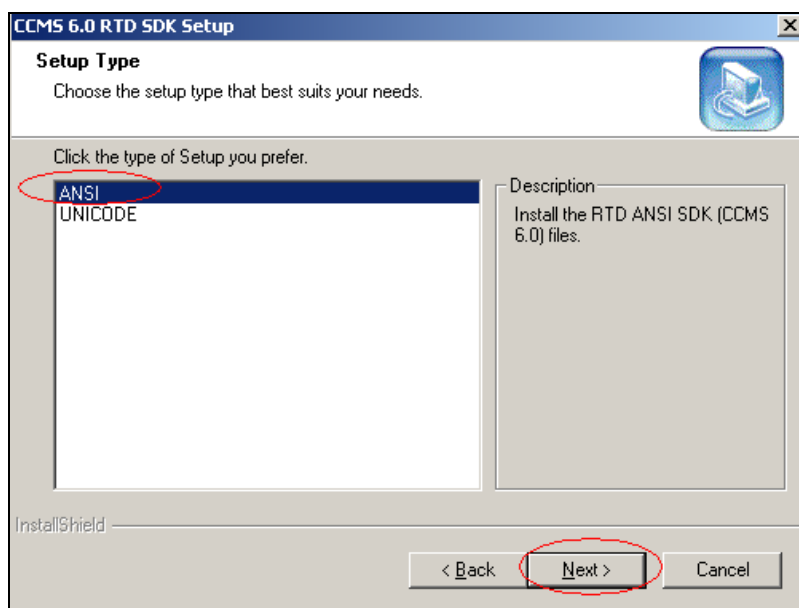 CCMS 6.0 RTD SDK Setup
Setup Type
Choose the setup type that best suits your needs.
Click the type of Setup you prefer.
ANSI
UNICODE
Description
Install the RTD ANSI SDK (CCMS
6.0) files.
InstallShield
< Back
Next >
Cancel